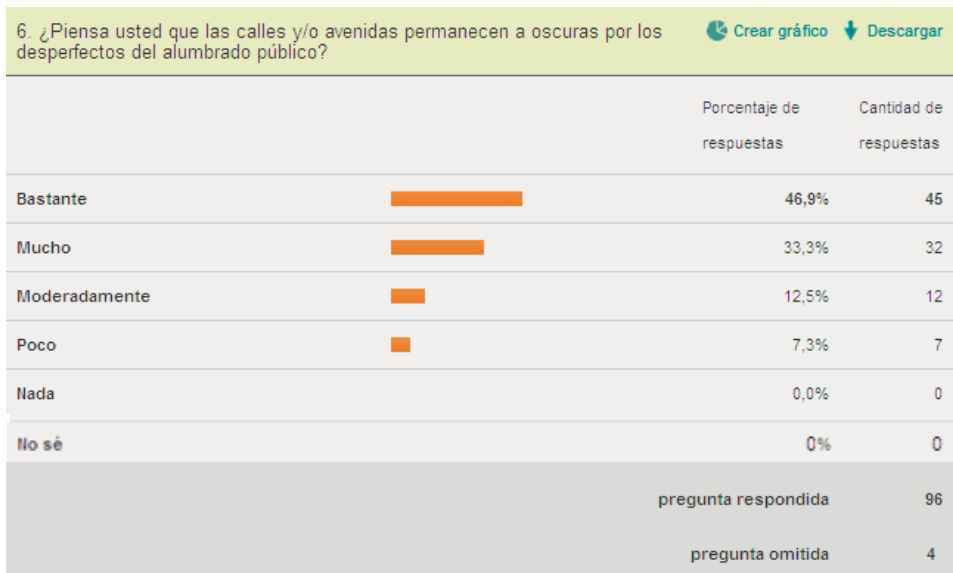 6. ¿Piensa usted que las calles y/o avenidas permanecen a oscuras por los
desperfectos del alumbrado público?
Crear gráfico Descargar
Porcentaje de
respuestas
Cantidad de
respuestas
Bastante 46,9% 45
Mucho 33,3% 32
Moderadamente 12,5% 12
Poco 7,3% 7
Nada 0,0% 0
No sé 0% 0
pregunta respondida 96
pregunta omitida 4